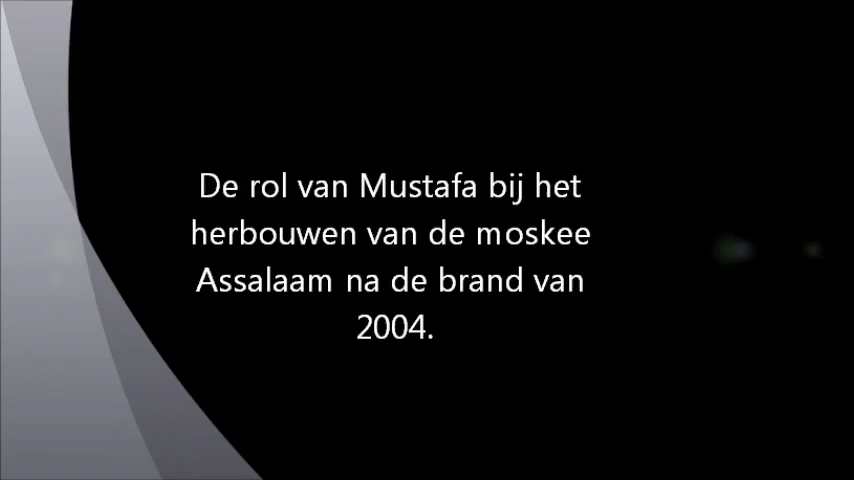 De rol van Mustafa bij het
herbouwen van de moskee
Assalaam na de brand van
2004.